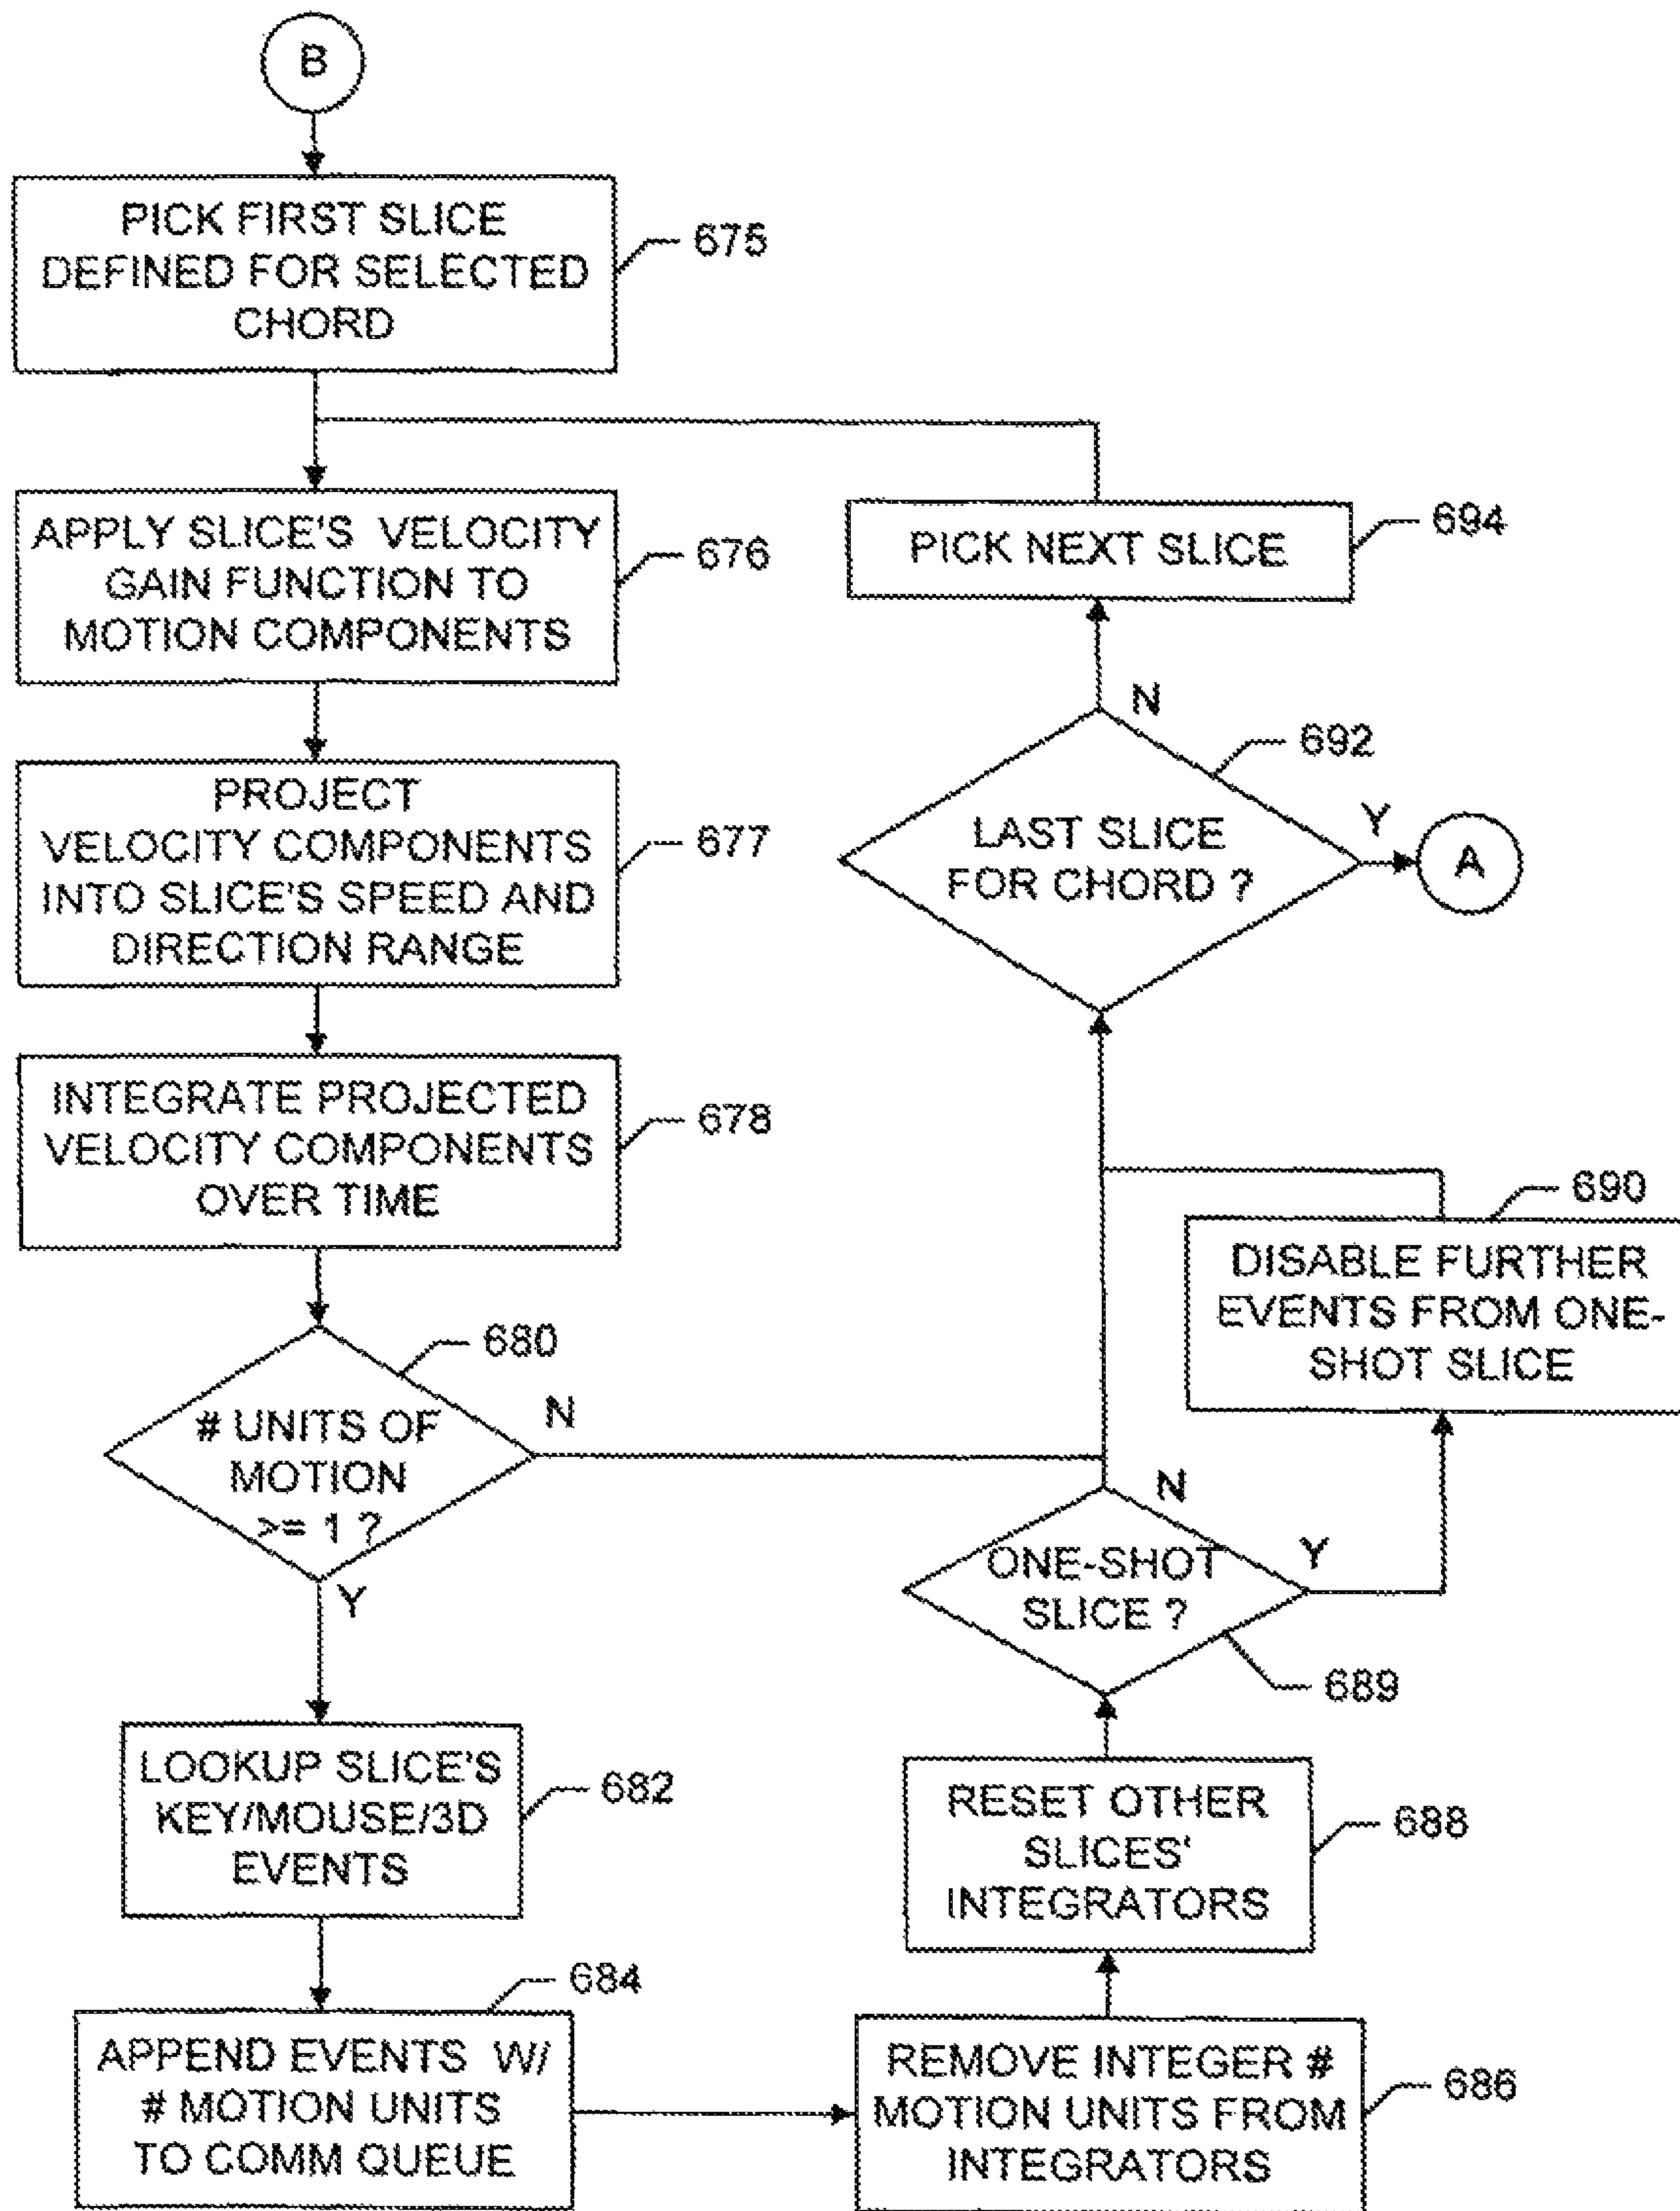 B
PICK FIRST SLICE
DEFINED FOR SELECTED
CHORD
675
APPLY SLICE'S VELOCITY
GAIN FUNCTION TO
MOTION COMPONENTS
676
PROJECT
VELOCITY COMPONENTS
INTO SLICE'S SPEED AND
DIRECTION RANGE
677
INTEGRATE PROJECTED
VELOCITY COMPONENTS
OVER TIME
678
# UNITS OF
MOTION
>= 1 ?
680
N
Y
LOOKUP SLICE'S
KEY/MOUSE/3D
EVENTS
682
APPEND EVENTS W/
# MOTION UNITS
TO COMM QUEUE
684
REMOVE INTEGER #
MOTION UNITS FROM
INTEGRATORS
686
RESET OTHER
SLICES'
INTEGRATORS
688
ONE-SHOT
SLICE ?
689
N
Y
DISABLE FURTHER
EVENTS FROM ONE-
SHOT SLICE
690
LAST SLICE
FOR CHORD ?
692
N
Y
A
PICK NEXT SLICE
694